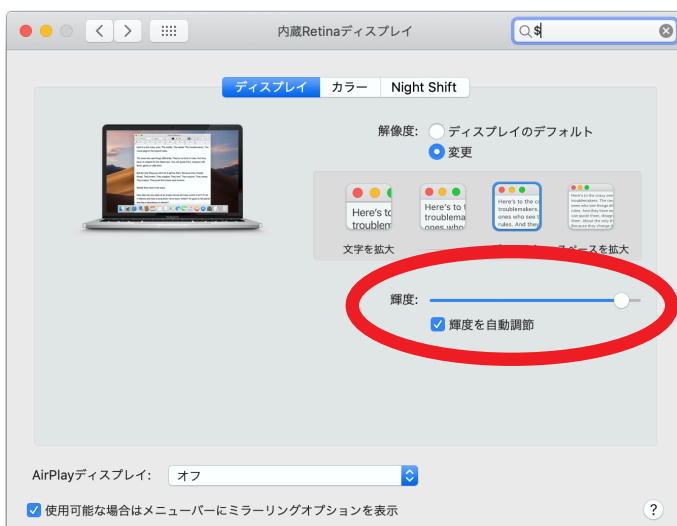 内蔵Retinaディスプレイ
$
ディスプレイ カラー Night Shift
解像度: ディスプレイのデフォルト
変更
Here's to
troublem
Here's to t
troublema
ones who
Here's to the cr
troublemakers.
ones who see t
rules. And they
文字を拡大 スペースを拡大
輝度:
輝度を自動調節
AirPlayディスプレイ: オフ
使用可能な場合はメニューバーにミラーリングオプションを表示
?